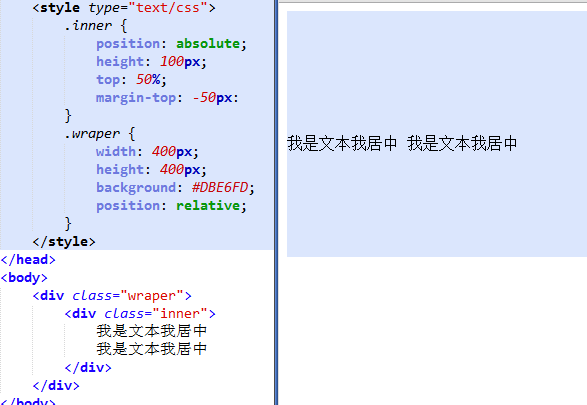 <style type="text/css">
.inner {
position: absolute;
height: 100px;
top: 50%;
margin-top: -50px:
}
.wraper {
width: 400px;
height: 400px;
background: #DBE6FD;
position: relative;
}
</style>
</head>
<body>
<div class="wraper">
<div class="inner">
我是文本我居中
我是文本我居中
</div>
</div>
</body>
我是文本我居中 我是文本我居中